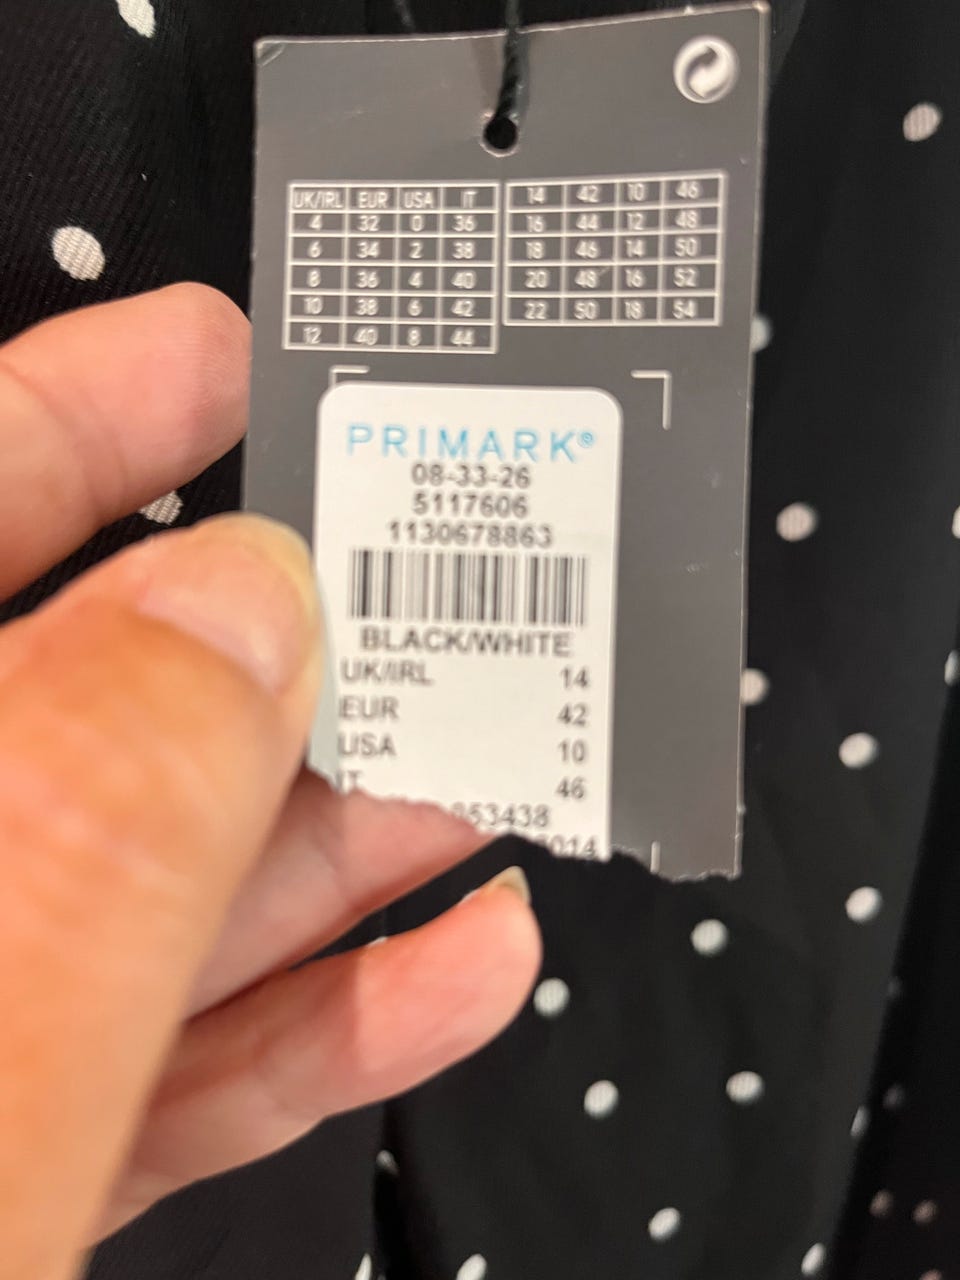 UK/IRL EUR USA IT
4 32 0 36
6 34 2 38
8 36 4 40
10 38 6 42
12 40 8 44
14 42 10 46
16 44 12 48
18 46 14 50
20 48 16 52
22 50 18 54
PRIMARK®
08-33-26
5117606
1130678863
BLACK/WHITE
UK/IRL 14
EUR 42
USA 10
IT 46